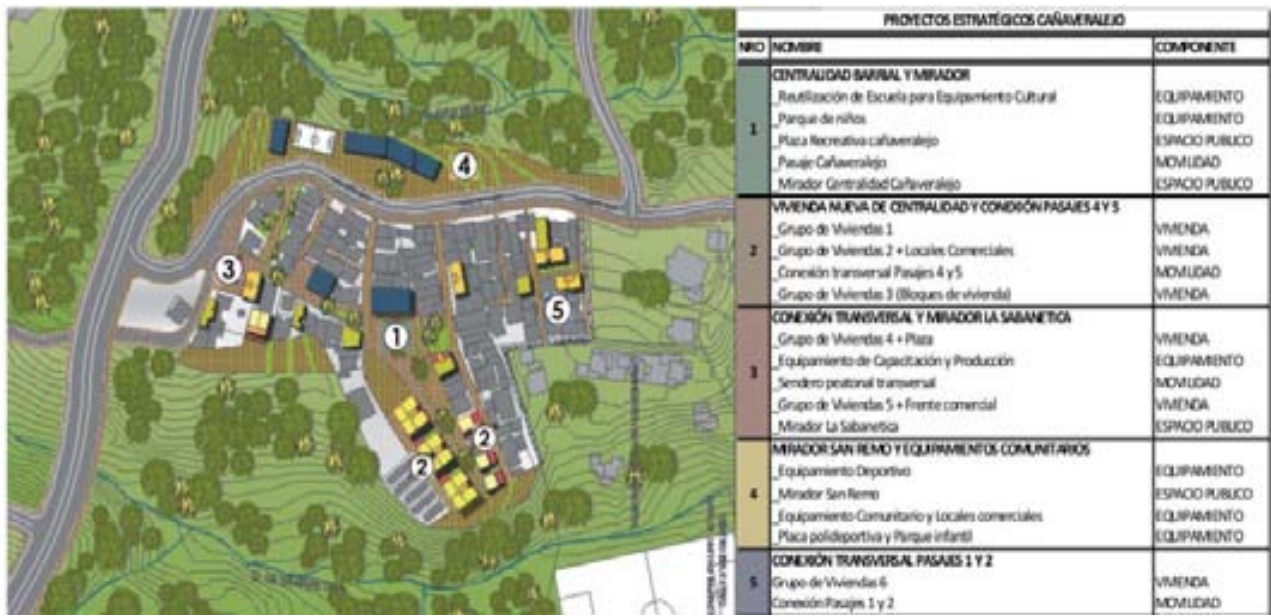 4
3
1
5
2
2
PROYECTOS ESTRATÉGICOS CAÑAVERALEJO
NRO NOMBRE COMPONENTE
1
CENTRALIDAD BARRIAL Y MIRADOR
_Reutilización de Escuela para Equipamiento Cultural EQUIPAMIENTO
_Parque de niños EQUIPAMIENTO
_Plaza Recreativa cañaveralejo ESPACIO PUBLICO
_Pasaje Cañaveralejo MOVILIDAD
_Mirador Centralidad Cañaveralejo ESPACIO PUBLICO
2
VIVIENDA NUEVA DE CENTRALIDAD Y CONEXIÓN PASAJES 4 Y 5
_Grupo de Viviendas 1 VIVIENDA
_Grupo de Viviendas 2 + Locales Comerciales VIVIENDA
_Conexión transversal Pasajes 4 y 5 MOVILIDAD
_Grupo de Viviendas 3 (Bloques de vivienda) VIVIENDA
3
CONEXIÓN TRANSVERSAL Y MIRADOR LA SABANETICA
_Grupo de Viviendas 4 + Plaza VIVIENDA
_Equipamiento de Capacitación y Producción EQUIPAMIENTO
_Sendero peatonal transversal MOVILIDAD
_Grupo de Viviendas 5 + Frente comercial VIVIENDA
_Mirador La Sabanetica ESPACIO PUBLICO
4
MIRADOR SAN REMO Y EQUIPAMIENTOS COMUNITARIOS
_Equipamiento Deportivo EQUIPAMIENTO
_Mirador San Remo ESPACIO PUBLICO
_Equipamiento Comunitario y Locales comerciales EQUIPAMIENTO
_Placa polideportiva y Parque infantil EQUIPAMIENTO
5
CONEXIÓN TRANSVERSAL PASAJES 1 Y 2
Grupo de Viviendas 6 VIVIENDA
Conexión Pasajes 1 y 2 MOVILIDAD